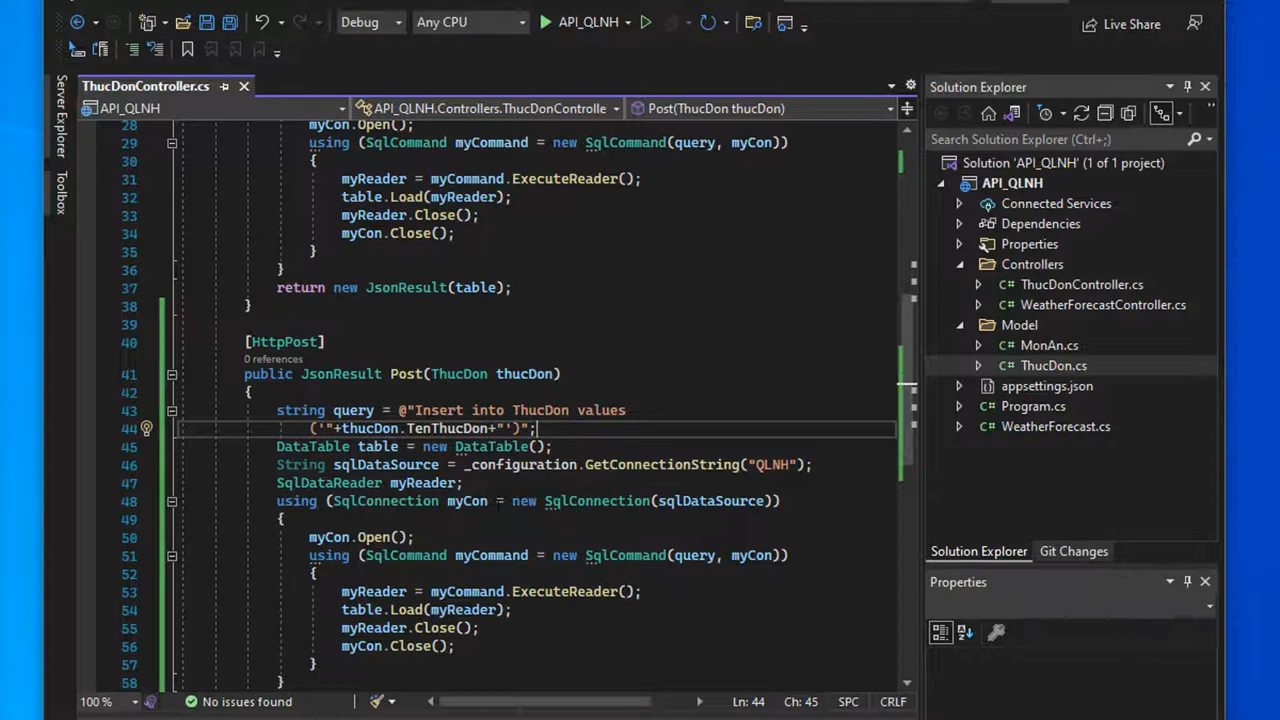 Debug
Any CPU
API_QLNH
Live Share
Server Explorer
Toolbox
ThucDonController.cs
API_QLNH
API_QLNH.Controllers.ThucDonControlle
Post(ThucDon thucDon)
28 myCon.Open();
29 using (SqlCommand myCommand = new SqlCommand(query, myCon))
30 {
31 myReader = myCommand.ExecuteReader();
32 table.Load(myReader);
33 myReader.Close();
34 myCon.Close();
35 }
36 }
37 return new JsonResult(table);
38 }
39
40 [HttpPost]
0 references
41 public JsonResult Post(ThucDon thucDon)
42 {
43 string query = @"Insert into ThucDon values
44 ('"+thucDon.TenThucDon+"')";
45 DataTable table = new DataTable();
46 String sqlDataSource = _configuration.GetConnectionString("QLNH");
47 SqlDataReader myReader;
48 using (SqlConnection myCon = new SqlConnection(sqlDataSource))
49 {
50 myCon.Open();
51 using (SqlCommand myCommand = new SqlCommand(query, myCon))
52 {
53 myReader = myCommand.ExecuteReader();
54 table.Load(myReader);
55 myReader.Close();
56 myCon.Close();
57 }
58 }
100 %
No issues found
Ln: 44
Ch: 45
SPC
CRLF
Solution Explorer
Search Solution Explorer (Ctrl+;)
Solution 'API_QLNH' (1 of 1 project)
API_QLNH
Connected Services
Dependencies
Properties
Controllers
C# ThucDonController.cs
C# WeatherForecastController.cs
Model
C# MonAn.cs
C# ThucDon.cs
appsettings.json
C# Program.cs
C# WeatherForecast.cs
Solution Explorer
Git Changes
Properties